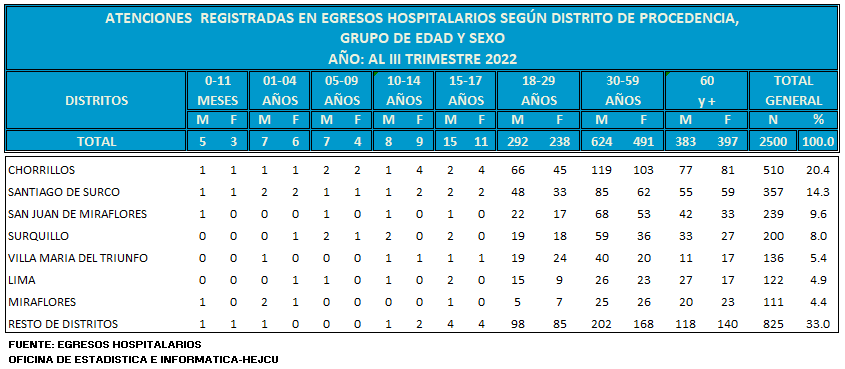 ATENCIONES REGISTRADAS EN EGRESOS HOSPITALARIOS SEGÚN DISTRITO DE PROCEDENCIA,
GRUPO DE EDAD Y SEXO
AÑO: AL III TRIMESTRE 2022
DISTRITOS 0-11 MESES 01-04 AÑOS 05-09 AÑOS 10-14 AÑOS 15-17 AÑOS 18-29 AÑOS 30-59 AÑOS 60 y + TOTAL GENERAL
M F M F M F M F M F M F M F M F N %
TOTAL 5 3 7 6 7 4 8 9 15 11 292 238 624 491 383 397 2500 100.0
CHORRILLOS 1 1 1 1 2 2 1 4 2 4 66 45 119 103 77 81 510 20.4
SANTIAGO DE SURCO 1 1 2 2 1 1 1 2 2 2 48 33 85 62 55 59 357 14.3
SAN JUAN DE MIRAFLORES 1 0 0 0 1 0 1 0 1 0 22 17 68 53 42 33 239 9.6
SURQUILLO 0 0 0 1 2 1 2 0 2 0 19 18 59 36 33 27 200 8.0
VILLA MARIA DEL TRIUNFO 0 0 1 0 0 0 1 1 1 1 19 24 40 20 11 17 136 5.4
LIMA 0 0 0 1 1 0 1 0 2 0 15 9 26 23 27 17 122 4.9
MIRAFLORES 1 0 2 1 0 0 0 0 1 0 5 7 25 26 20 23 111 4.4
RESTO DE DISTRITOS 1 1 1 0 0 0 1 2 4 4 98 85 202 168 118 140 825 33.0
FUENTE: EGRESOS HOSPITALARIOS
OFICINA DE ESTADISTICA E INFORMATICA-HEJCU